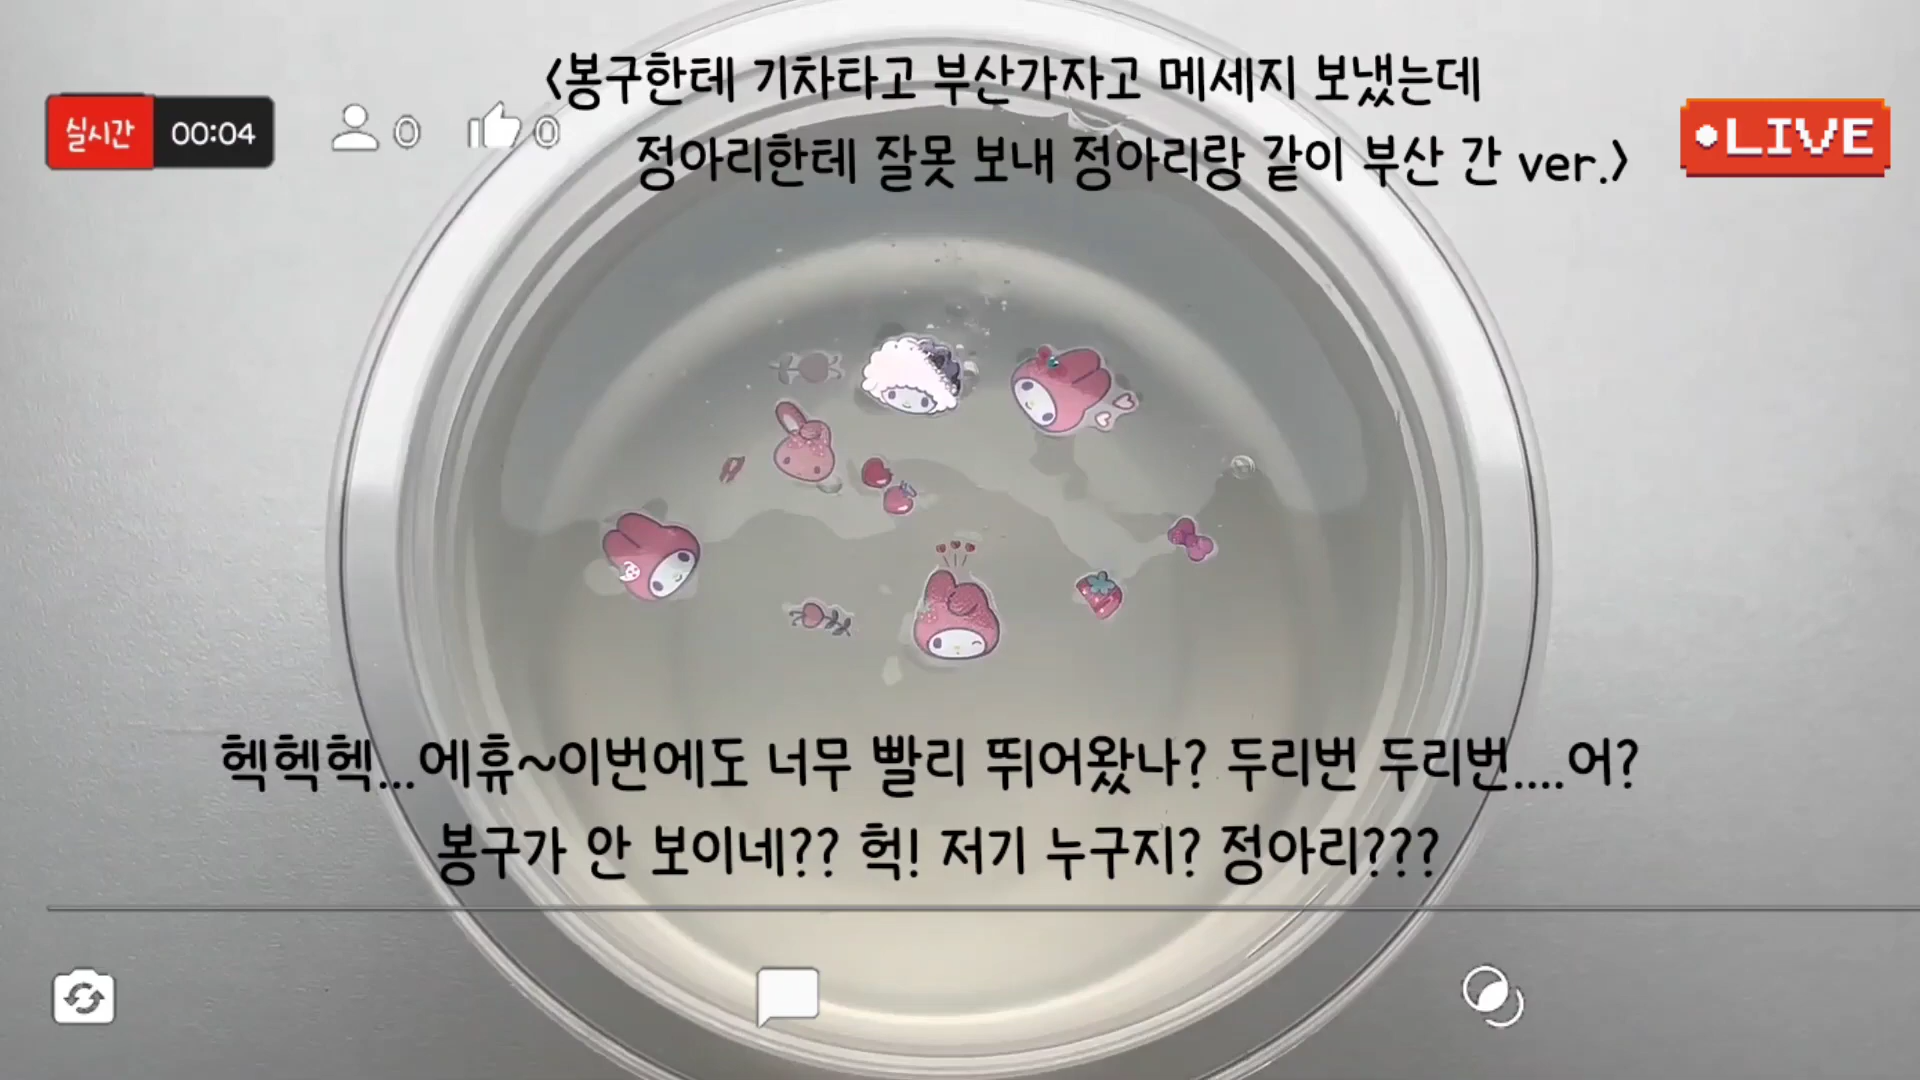 <봉구한테 기차타고 부산가자고 메세지 보냈는데
정아리한테 잘못 보내 정아리랑 같이 부산 간 ver.>
실시간 00:04 0 0
LIVE
헥헥헥...에휴~이번에도 너무 빨리 뛰어왔나? 두리번 두리번....어?
봉구가 안 보이네?? 헉! 저기 누구지? 정아리???